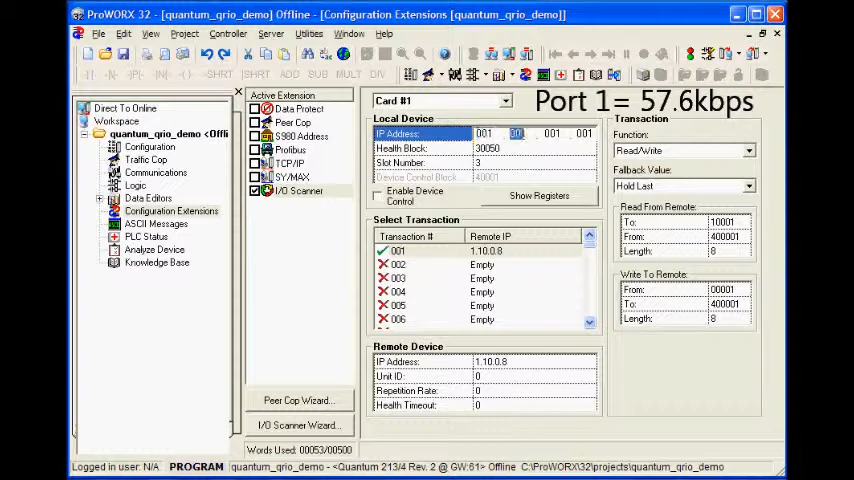 ProWORX 32 - [quantum_qrio_demo] Offline - [Configuration Extensions [quantum_qrio_demo]]
File Edit View Project Controller Server Utilities Window Help
SHRT SHRT ADD SUB MULT DIV
Direct To Online
Workspace
quantum_qrio_demo <Offli
Configuration
Traffic Cop
Communications
Logic
Data Editors
Configuration Extensions
ASCII Messages
PLC Status
Analyze Device
Knowledge Base
Active Extension
Data Protect
Peer Cop
S980 Address
Profibus
TCP/IP
SY/MAX
I/O Scanner
Peer Cop Wizard...
I/O Scanner Wizard...
Words Used: 00053/00500
Card #1
Port 1= 57.6kbps
Local Device
IP Address: 001 . 001 . 001 . 001
Health Block: 30050
Slot Number: 3
Device Control Block: 40001
Enable Device Control
Show Registers
Select Transaction
Transaction # Remote IP
001 1.10.0.8
002 Empty
003 Empty
004 Empty
005 Empty
006 Empty
Remote Device
IP Address: 1.10.0.8
Unit ID: 0
Repetition Rate: 0
Health Timeout: 0
Transaction
Function:
Read/Write
Fallback Value:
Hold Last
Read From Remote:
To: 10001
From: 400001
Length: 8
Write To Remote:
From: 00001
To: 400001
Length: 8
Logged in user: N/A PROGRAM quantum_qrio_demo - <Quantum 213/4 Rev. 2 @ GW:61> Offline C:\ProWORX\32\projects\quantum_qrio_demo